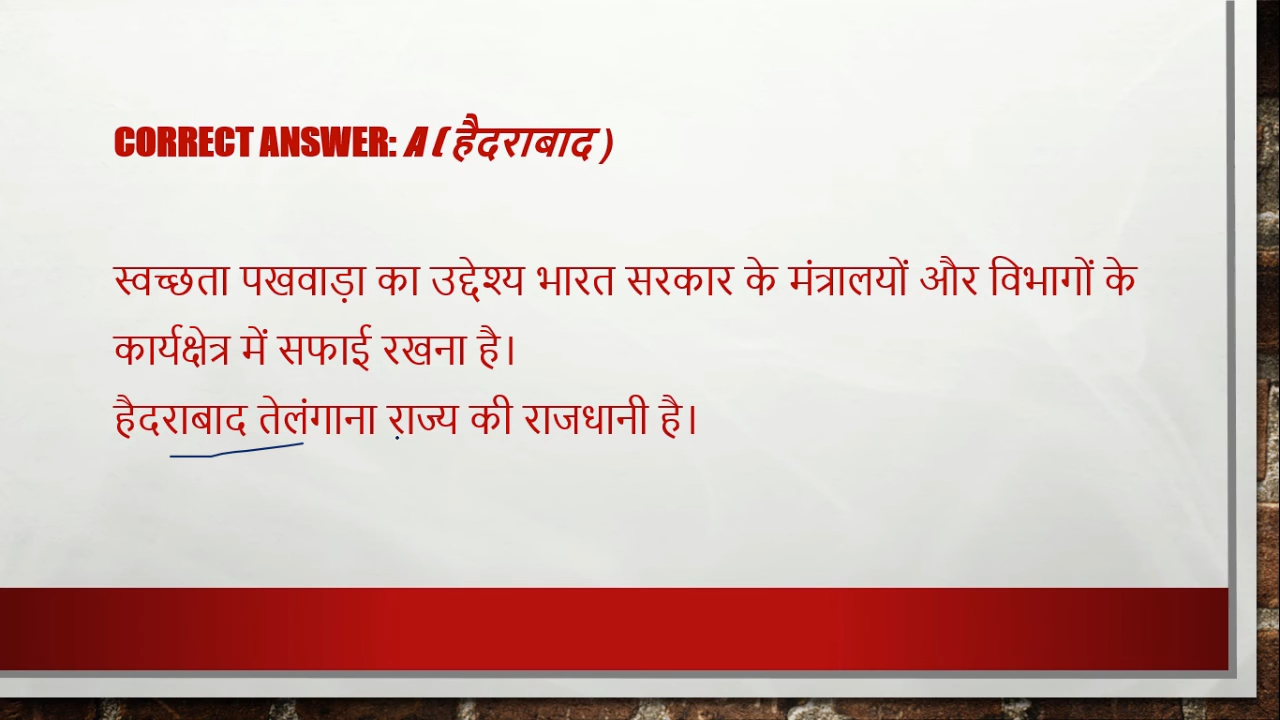 CORRECT ANSWER: A ( हैदराबाद )
स्वच्छता पखवाड़ा का उद्देश्य भारत सरकार के मंत्रालयों और विभागों के
कार्यक्षेत्र में सफाई रखना है।
हैदराबाद तेलंगाना राज्य की राजधानी है।